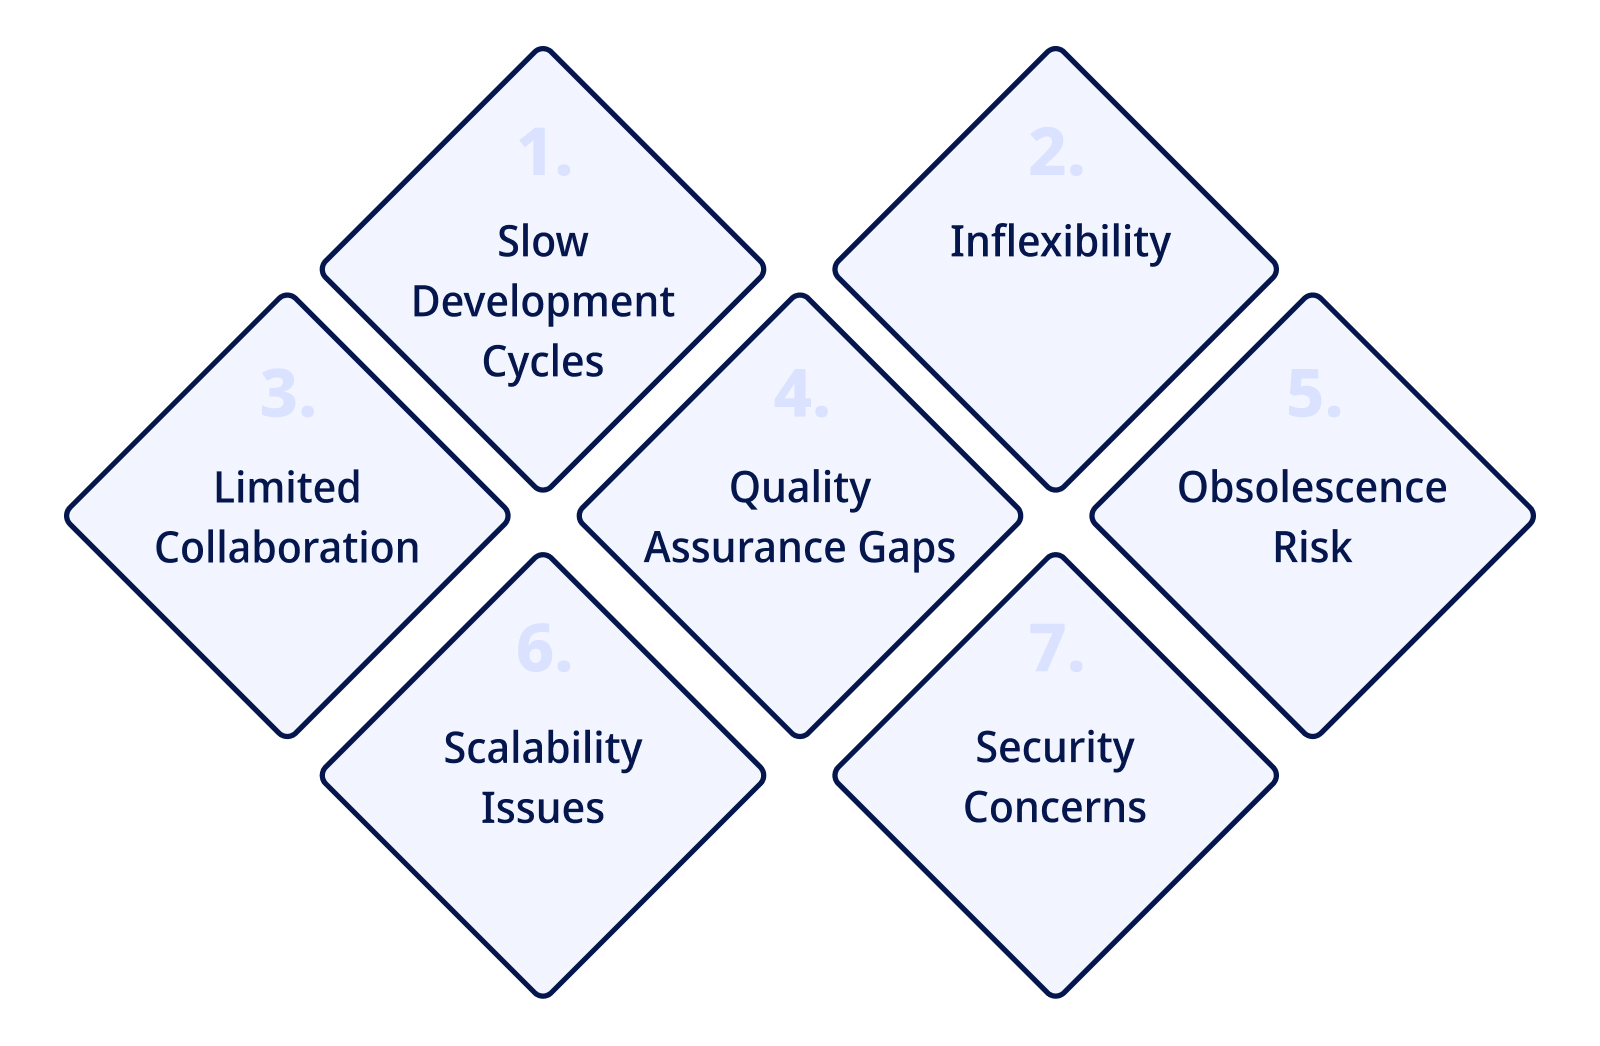 1.
Slow
Development
Cycles
2.
Inflexibility
3.
Limited
Collaboration
4.
Quality
Assurance Gaps
5.
Obsolescence
Risk
6.
Scalability
Issues
7.
Security
Concerns